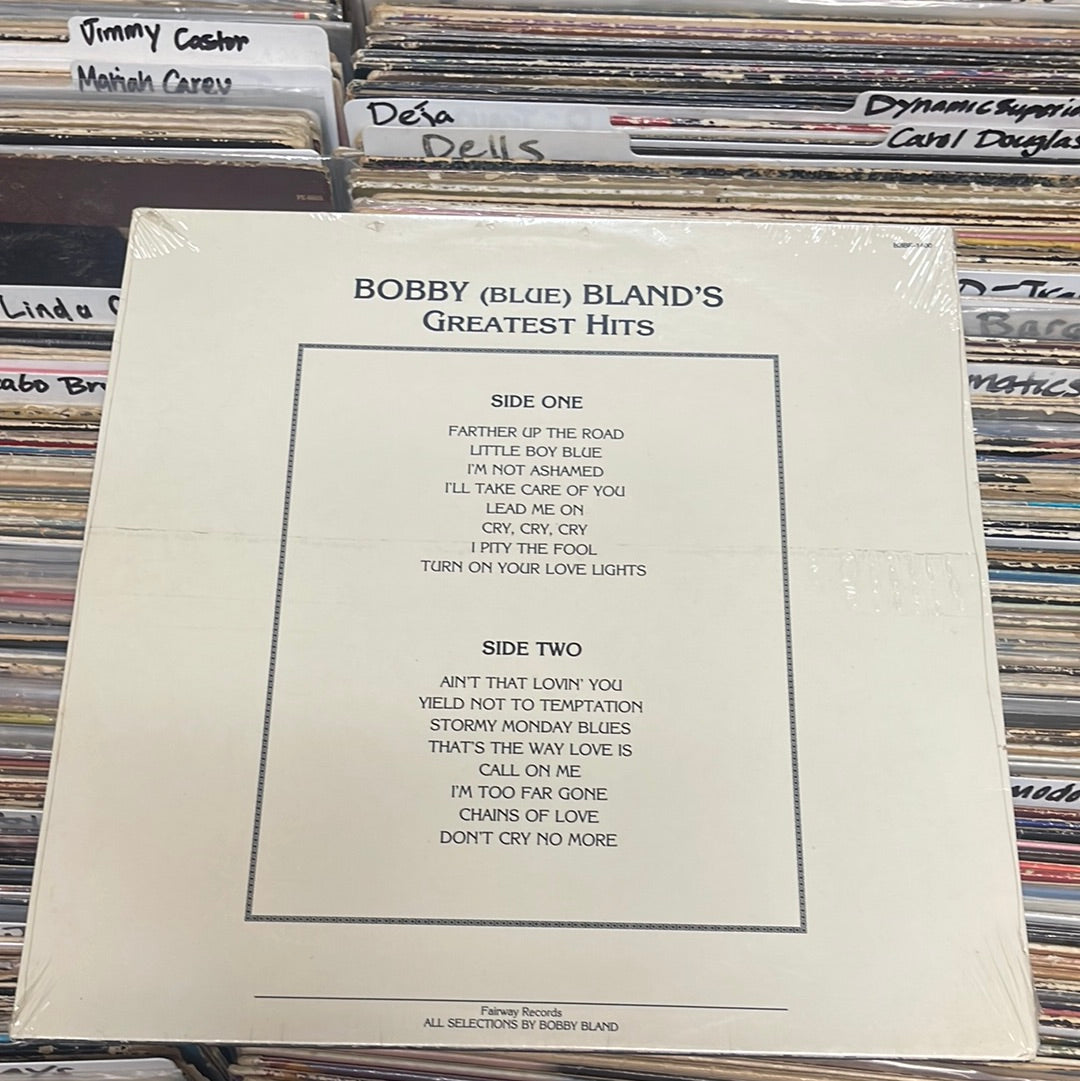 Jimmy Castor
Mariah Carey
Deja
Dells
Dynamic Superio
Carol Douglas
Linda
BOBBY (BLUE) BLAND'S
GREATEST HITS
SIDE ONE
FARTHER UP THE ROAD
LITTLE BOY BLUE
I'M NOT ASHAMED
I'LL TAKE CARE OF YOU
LEAD ME ON
CRY, CRY, CRY
I PITY THE FOOL
TURN ON YOUR LOVE LIGHTS
SIDE TWO
AIN'T THAT LOVIN' YOU
YIELD NOT TO TEMPTATION
STORMY MONDAY BLUES
THAT'S THE WAY LOVE IS
CALL ON ME
I'M TOO FAR GONE
CHAINS OF LOVE
DON'T CRY NO MORE
Fairway Records
ALL SELECTIONS BY BOBBY BLAND